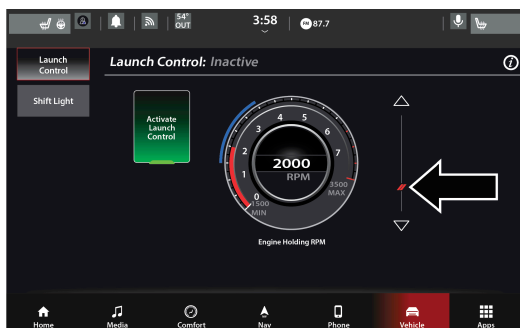 54°
OUT
3:58
FM 87.7
Launch
Control
Launch Control: Inactive
i
Shift Light
Activate
Launch
Control
0
1
2
3
4
5
6
7
2000
RPM
1500
MIN
3500
MAX
Engine Holding RPM
Home
Media
Comfort
Nav
Phone
Vehicle
Apps